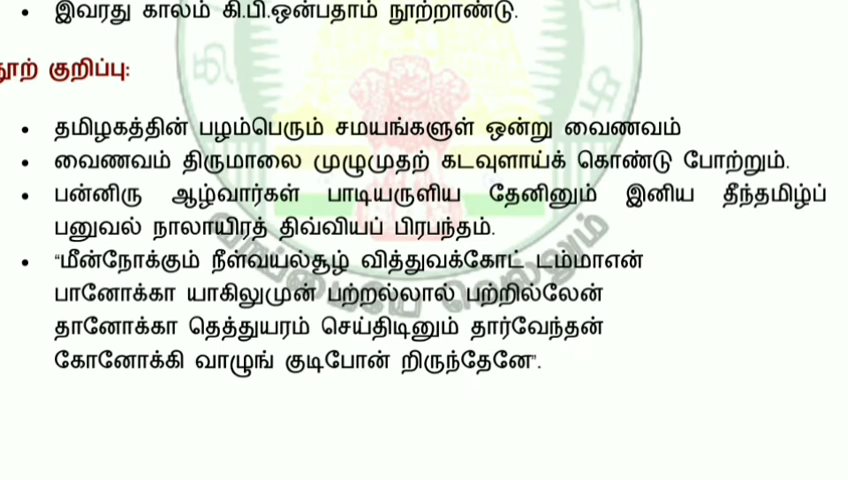 • இவரது காலம் கி.பி.ஒன்பதாம் நூற்றாண்டு.
நூற் குறிப்பு:
• தமிழகத்தின் பழம்பெரும் சமயங்களுள் ஒன்று வைணவம்
• வைணவம் திருமாலை முழுமுதற் கடவுளாய்க் கொண்டு போற்றும்.
• பன்னிரு ஆழ்வார்கள் பாடியருளிய தேனினும் இனிய தீந்தமிழ்ப்
பனுவல் நாலாயிரத் திவ்வியப் பிரபந்தம்.
• “மீன்நோக்கும் நீள்வயல்சூழ் வித்துவக்கோட் டம்மாஎன்
பானோக்கா யாகிலுமுன் பற்றல்லால் பற்றில்லேன்
தானோக்கா தெத்துயரம் செய்திடினும் தார்வேந்தன்
கோனோக்கி வாழுங் குடிபோன் றிருந்தேனே”.
வாய்மையே வெல்லும்